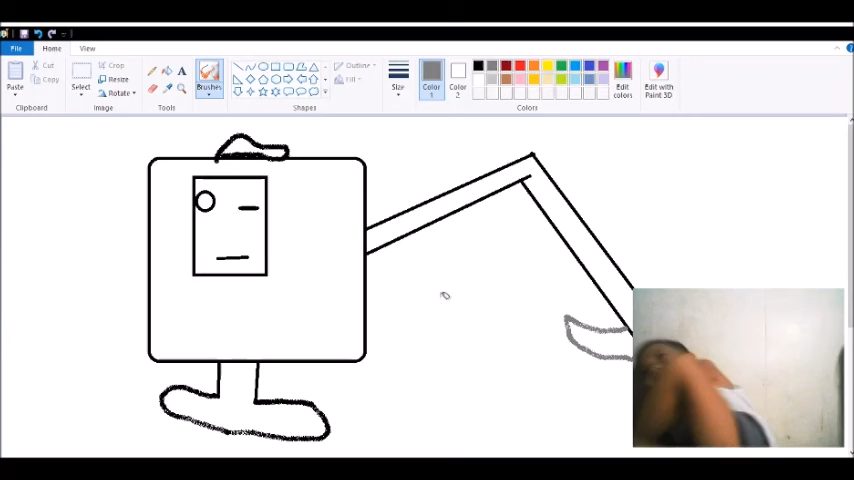 File Home View
Paste
Cut
Copy
Clipboard
Select
Crop
Resize
Rotate
Image
A
Tools
Brushes
Shapes
Outline
Fill
Size
Color
1
Color
2
Edit
colors
Edit with
Paint 3D
Colors